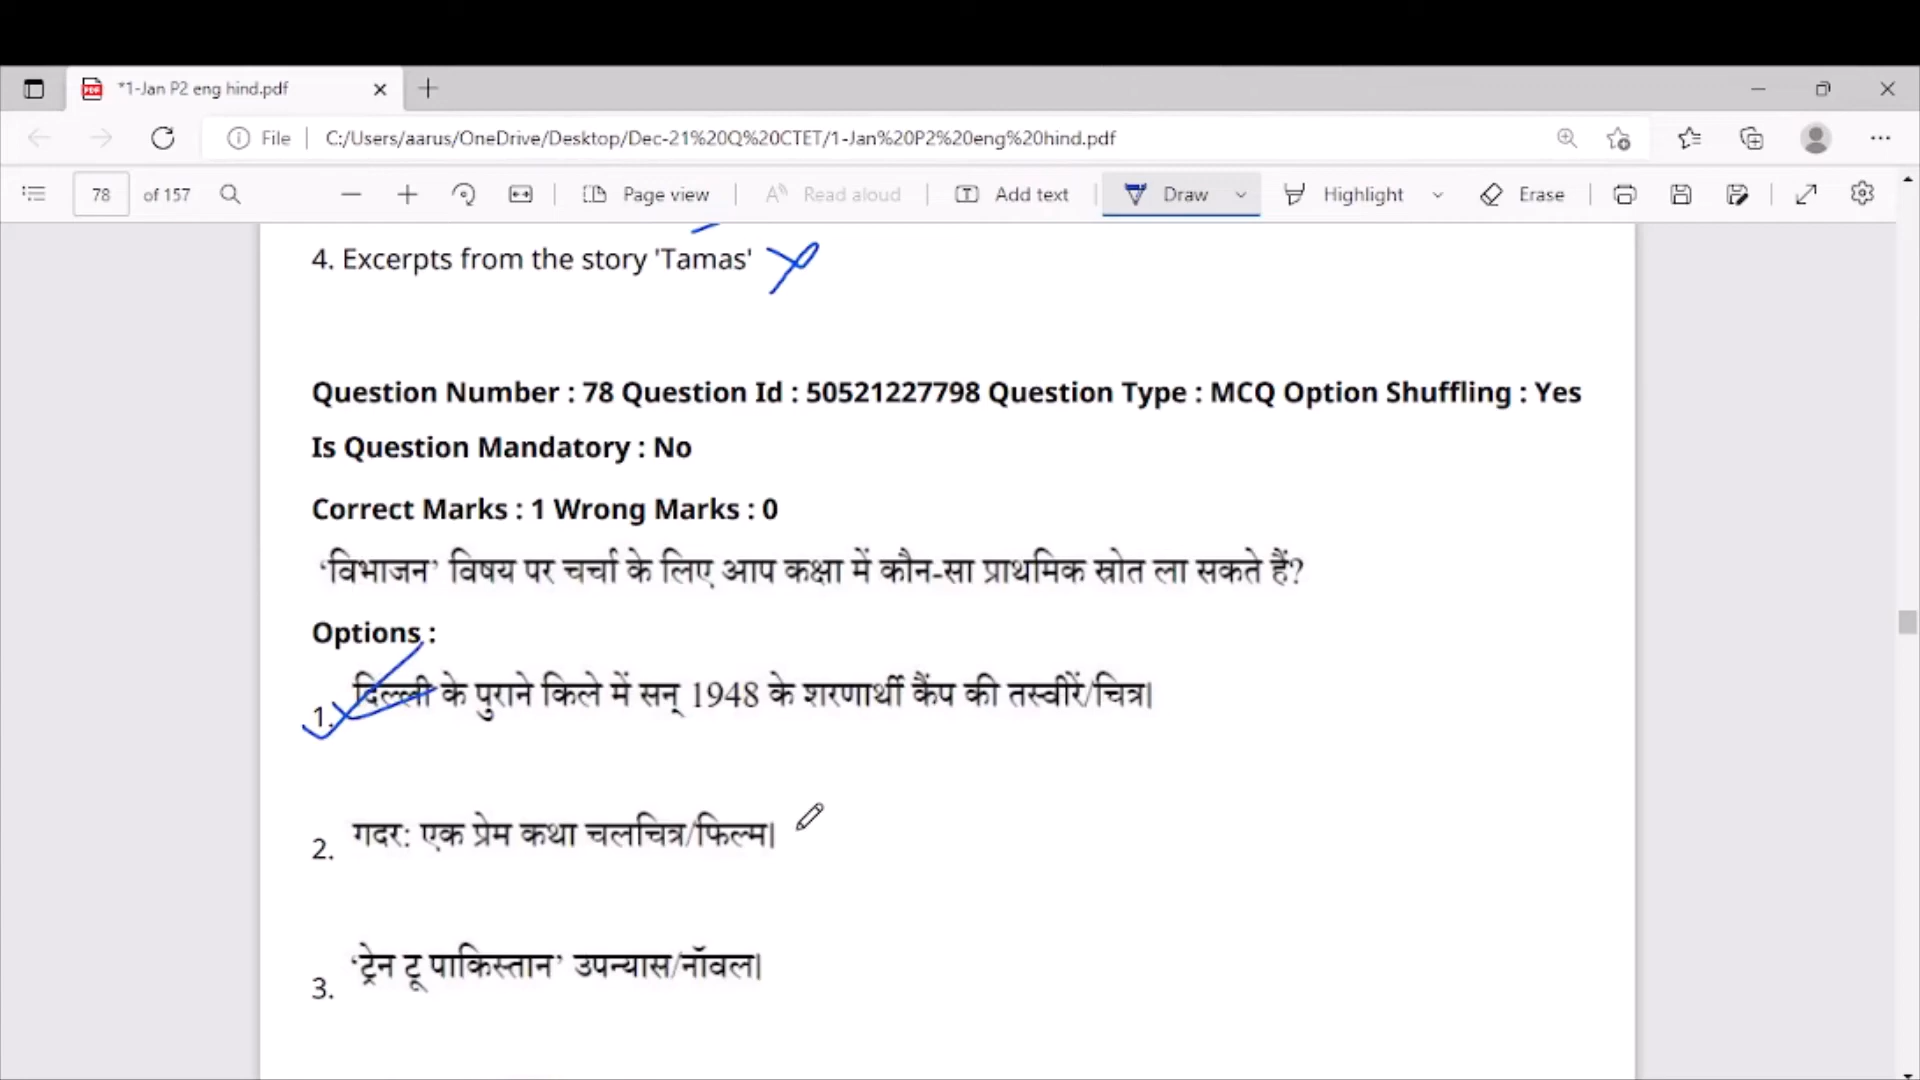 *1-Jan P2 eng hind.pdf
File C:/Users/aarus/OneDrive/Desktop/Dec-21%20Q%20CTET/1-Jan%20P2%20eng%20hind.pdf
78 of 157 Page view Read aloud Add text Draw Highlight Erase
4. Excerpts from the story 'Tamas'
Question Number : 78 Question Id : 50521227798 Question Type : MCQ Option Shuffling : Yes
Is Question Mandatory : No
Correct Marks : 1 Wrong Marks : 0
‘विभाजन’ विषय पर चर्चा के लिए आप कक्षा में कौन-सा प्राथमिक स्रोत ला सकते हैं?
Options :
1. दिल्ली के पुराने किले में सन् 1948 के शरणार्थी कैंप की तस्वीरें/चित्र।
2. गदर: एक प्रेम कथा चलचित्र/फिल्म।
3. ‘ट्रेन टू पाकिस्तान’ उपन्यास/नॉवल।